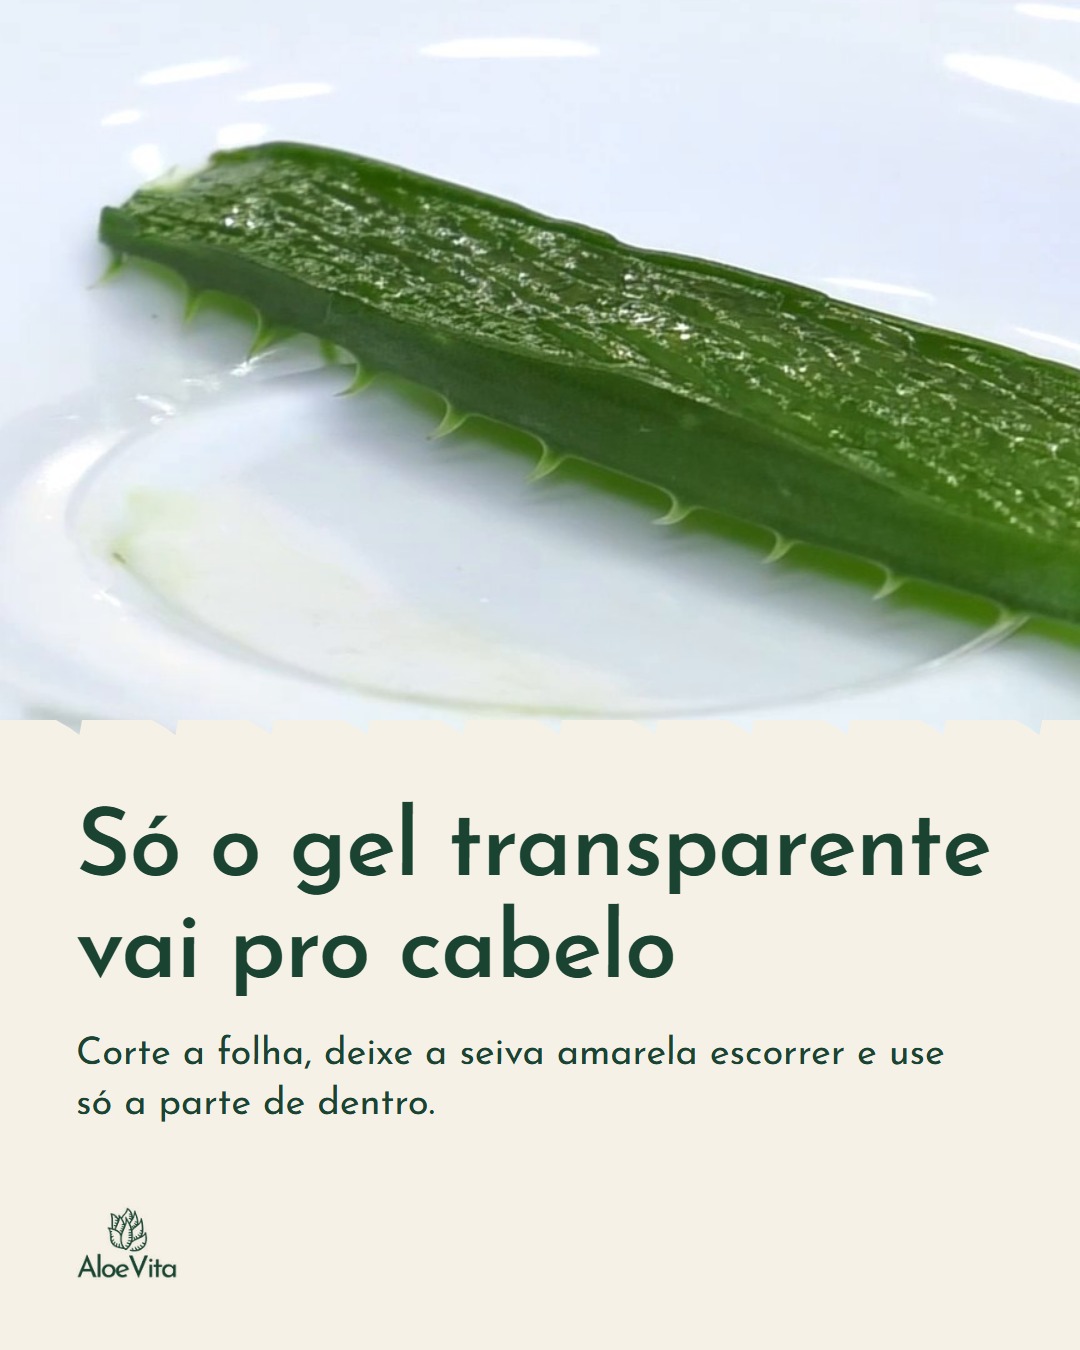 Só o gel transparente
vai pro cabelo
Corte a folha, deixe a seiva amarela escorrer e use
só a parte de dentro.
AloeVita